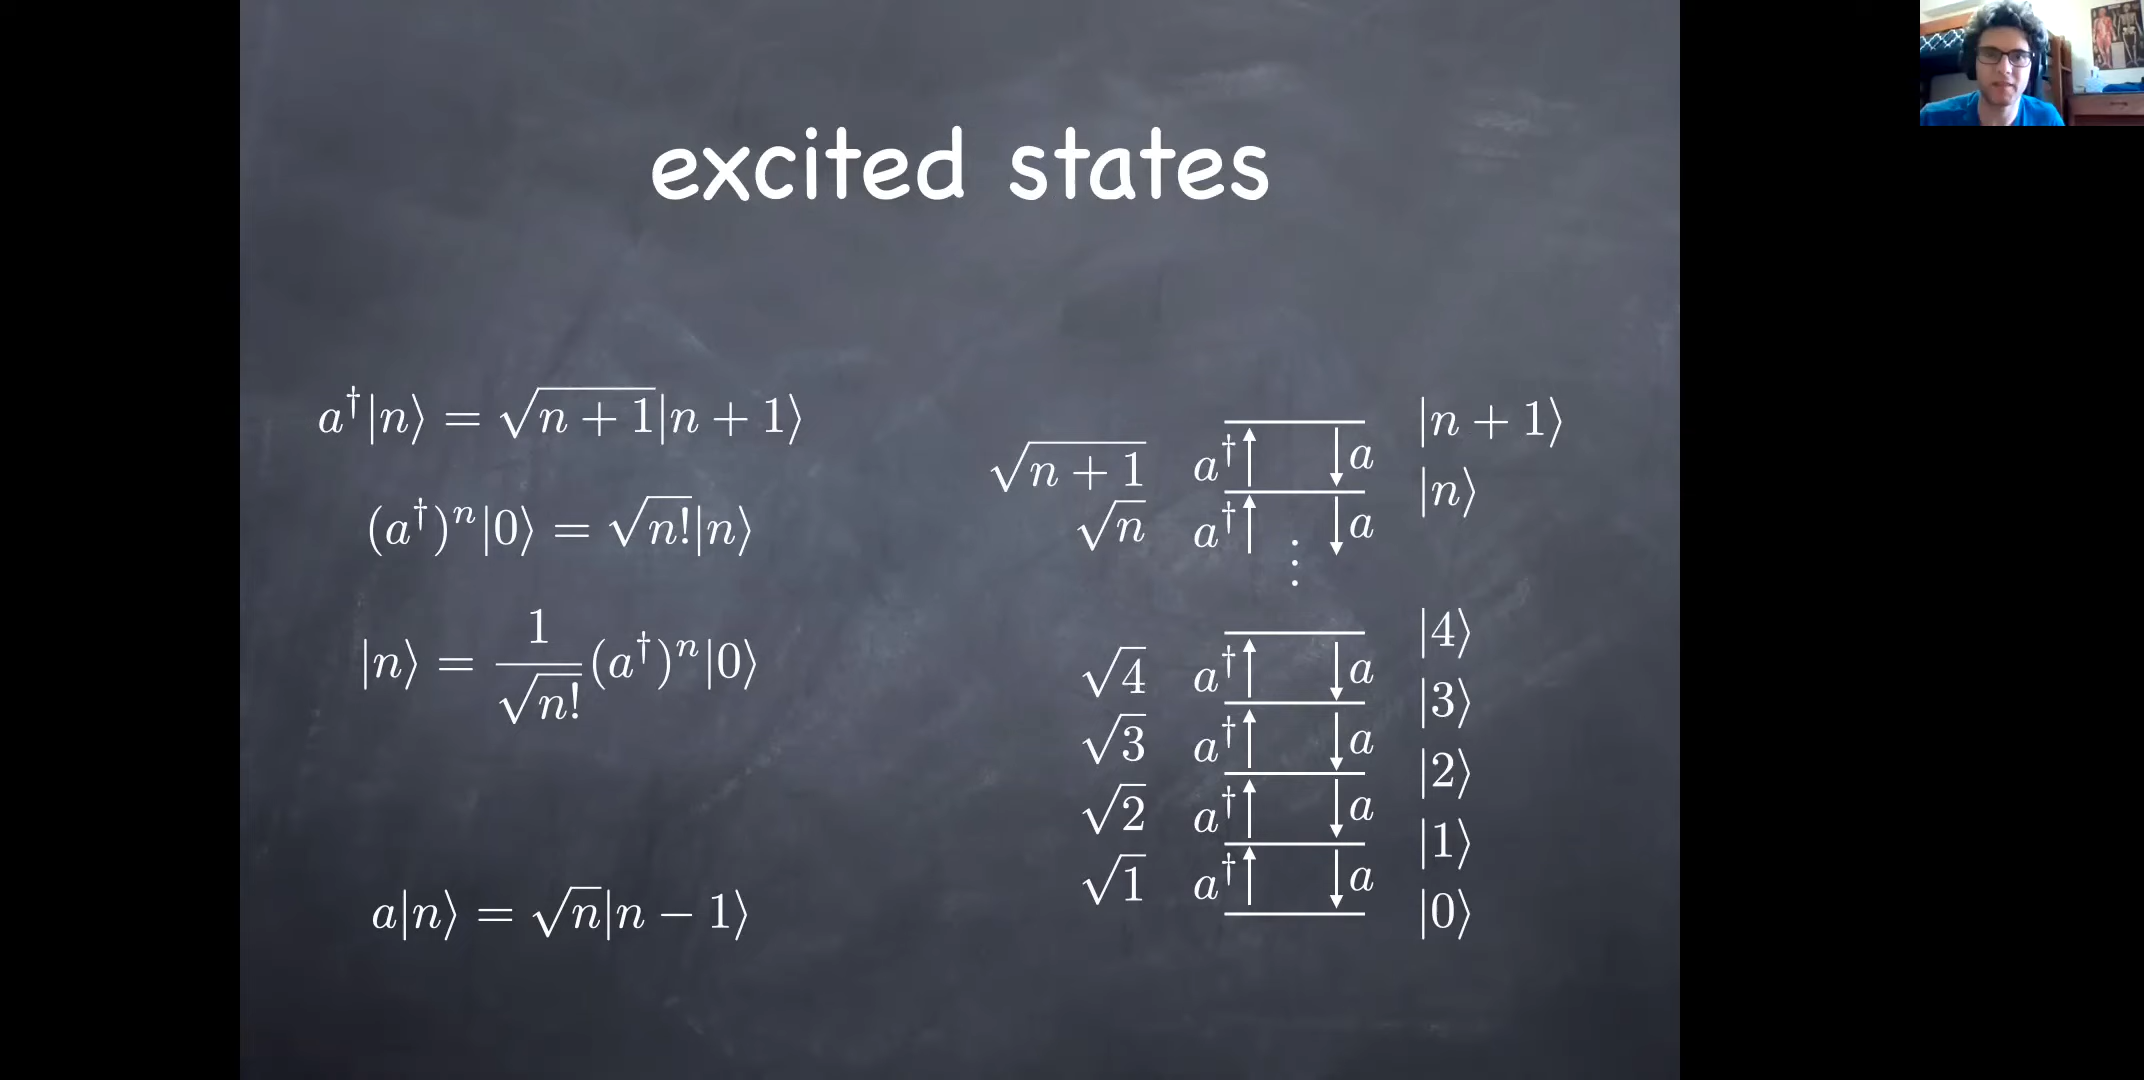 excited states
a†|n⟩ = √(n + 1)|n + 1⟩
(a†)ⁿ|0⟩ = √(n!)|n⟩
|n⟩ = 1/√(n!) (a†)ⁿ|0⟩
a|n⟩ = √n|n − 1⟩
|n + 1⟩
√(n + 1) a† a
|n⟩
√n a† a
⋮
|4⟩
√4 a† a
|3⟩
√3 a† a
|2⟩
√2 a† a
|1⟩
√1 a† a
|0⟩